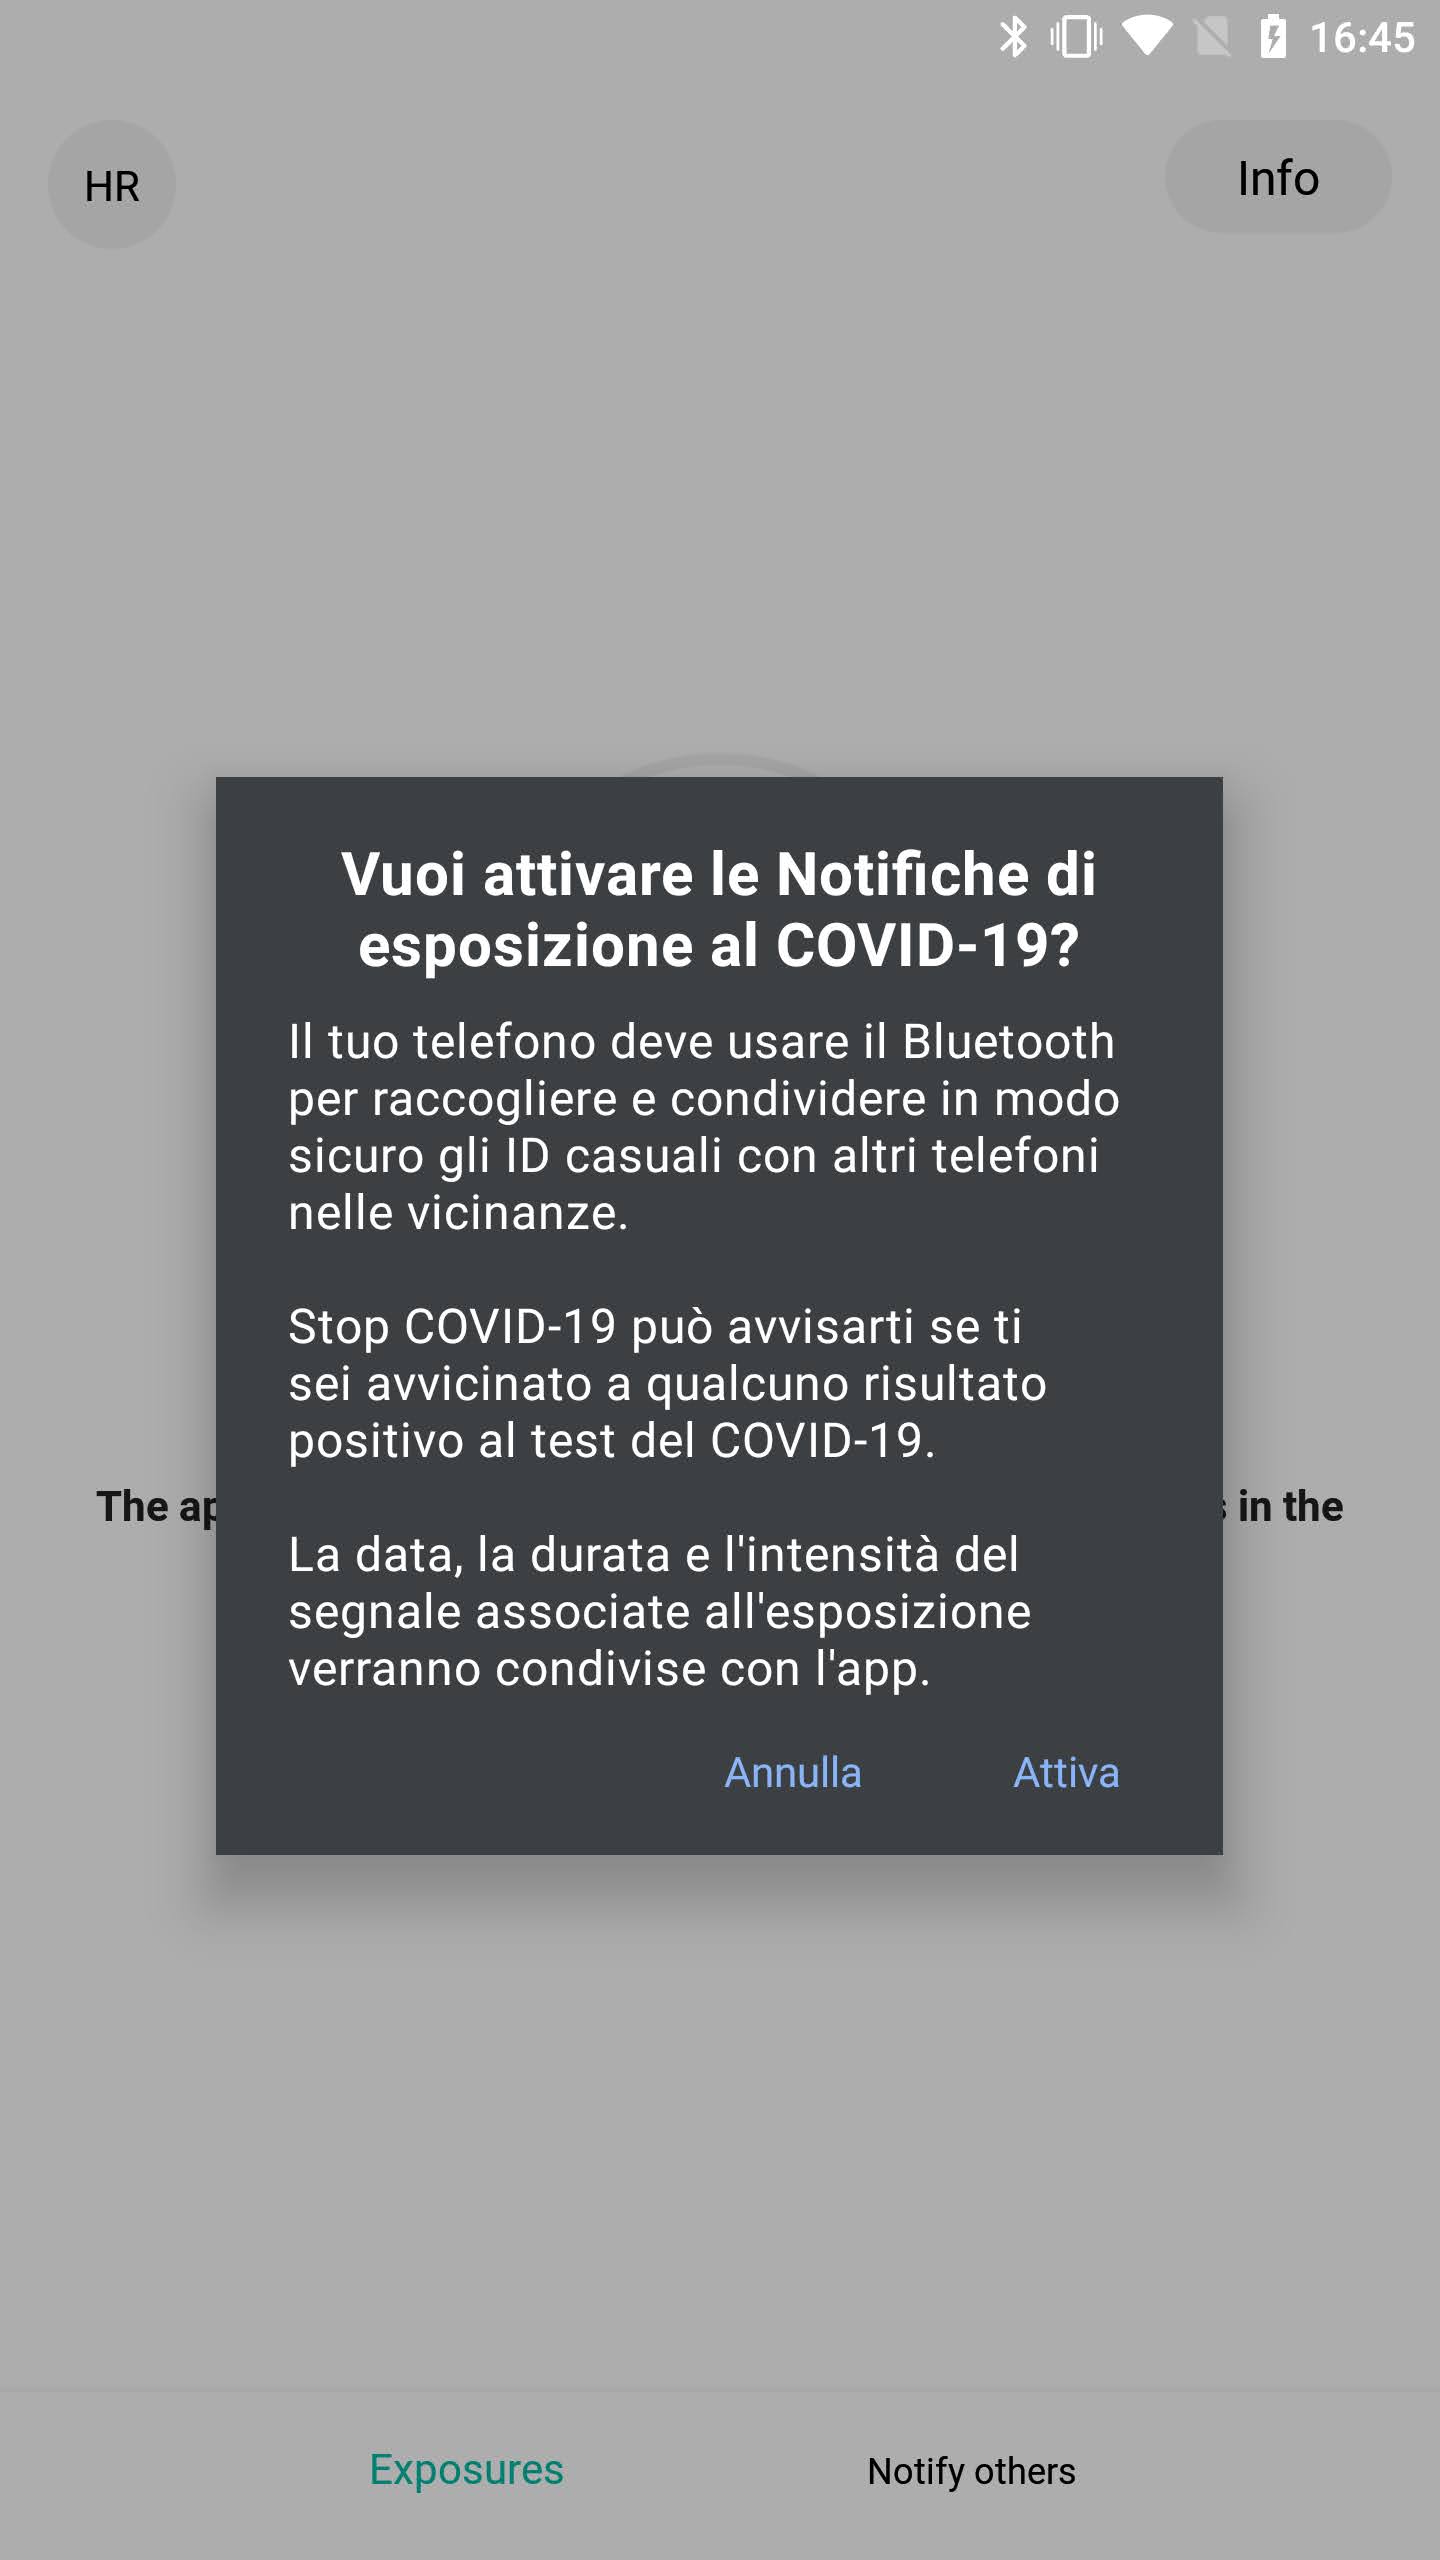 16:45
HR
Info
Vuoi attivare le Notifiche di
esposizione al COVID-19?
Il tuo telefono deve usare il Bluetooth
per raccogliere e condividere in modo
sicuro gli ID casuali con altri telefoni
nelle vicinanze.
Stop COVID-19 può avvisarti se ti
sei avvicinato a qualcuno risultato
positivo al test del COVID-19.
The
in the
La data, la durata e l'intensità del
segnale associate all'esposizione
verranno condivise con l'app.
Annulla
Attiva
Exposures
Notify others